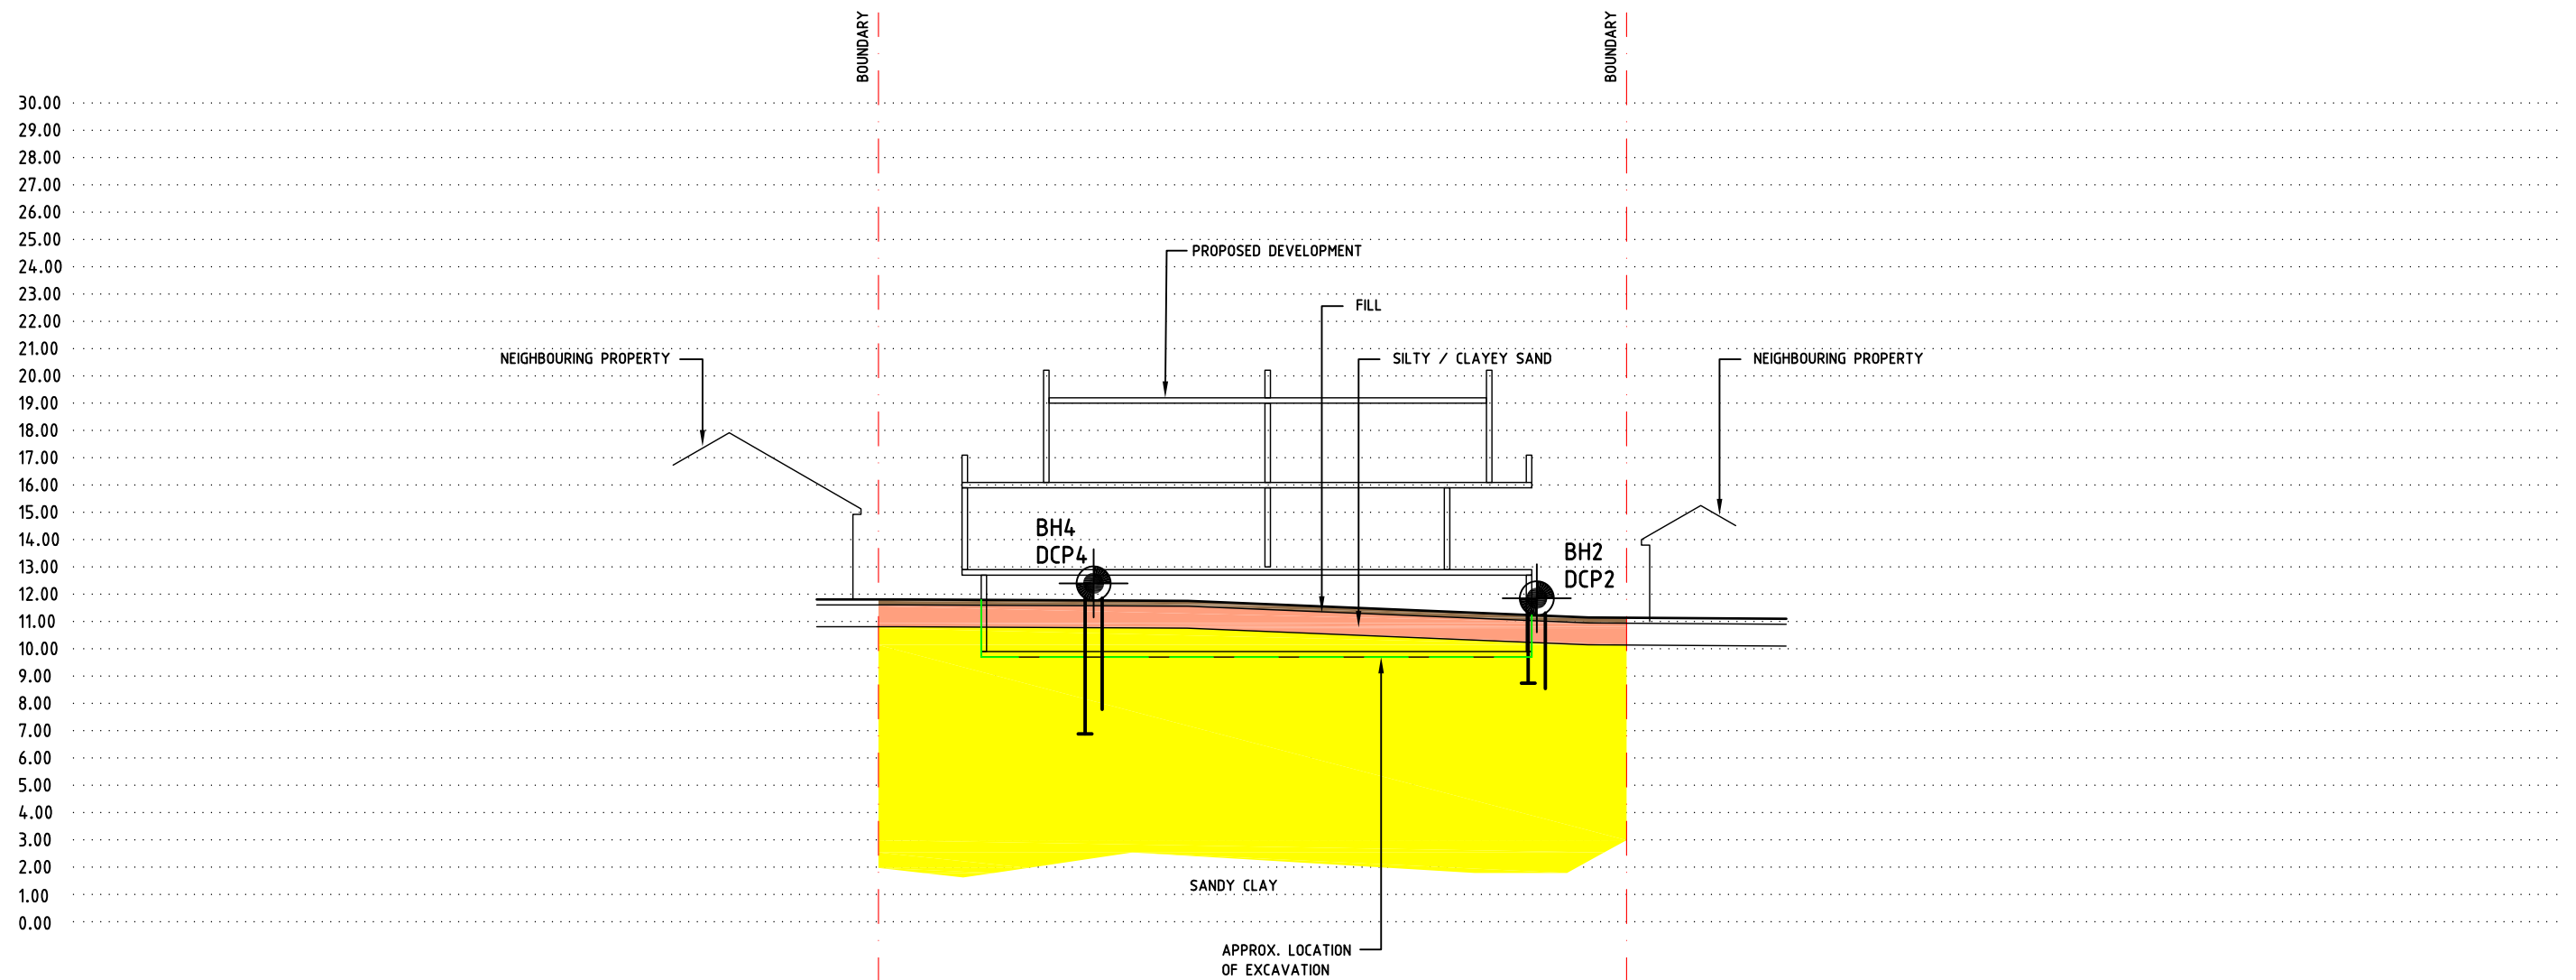 BOUNDARY
BOUNDARY
30.00
29.00
28.00
27.00
26.00
25.00
24.00
23.00
22.00
21.00
20.00
19.00
18.00
17.00
16.00
15.00
14.00
13.00
12.00
11.00
10.00
9.00
8.00
7.00
6.00
5.00
4.00
3.00
2.00
1.00
0.00
PROPOSED DEVELOPMENT
FILL
NEIGHBOURING PROPERTY
SILTY / CLAYEY SAND
NEIGHBOURING PROPERTY
BH4
DCP4
BH2
DCP2
SANDY CLAY
APPROX. LOCATION
OF EXCAVATION